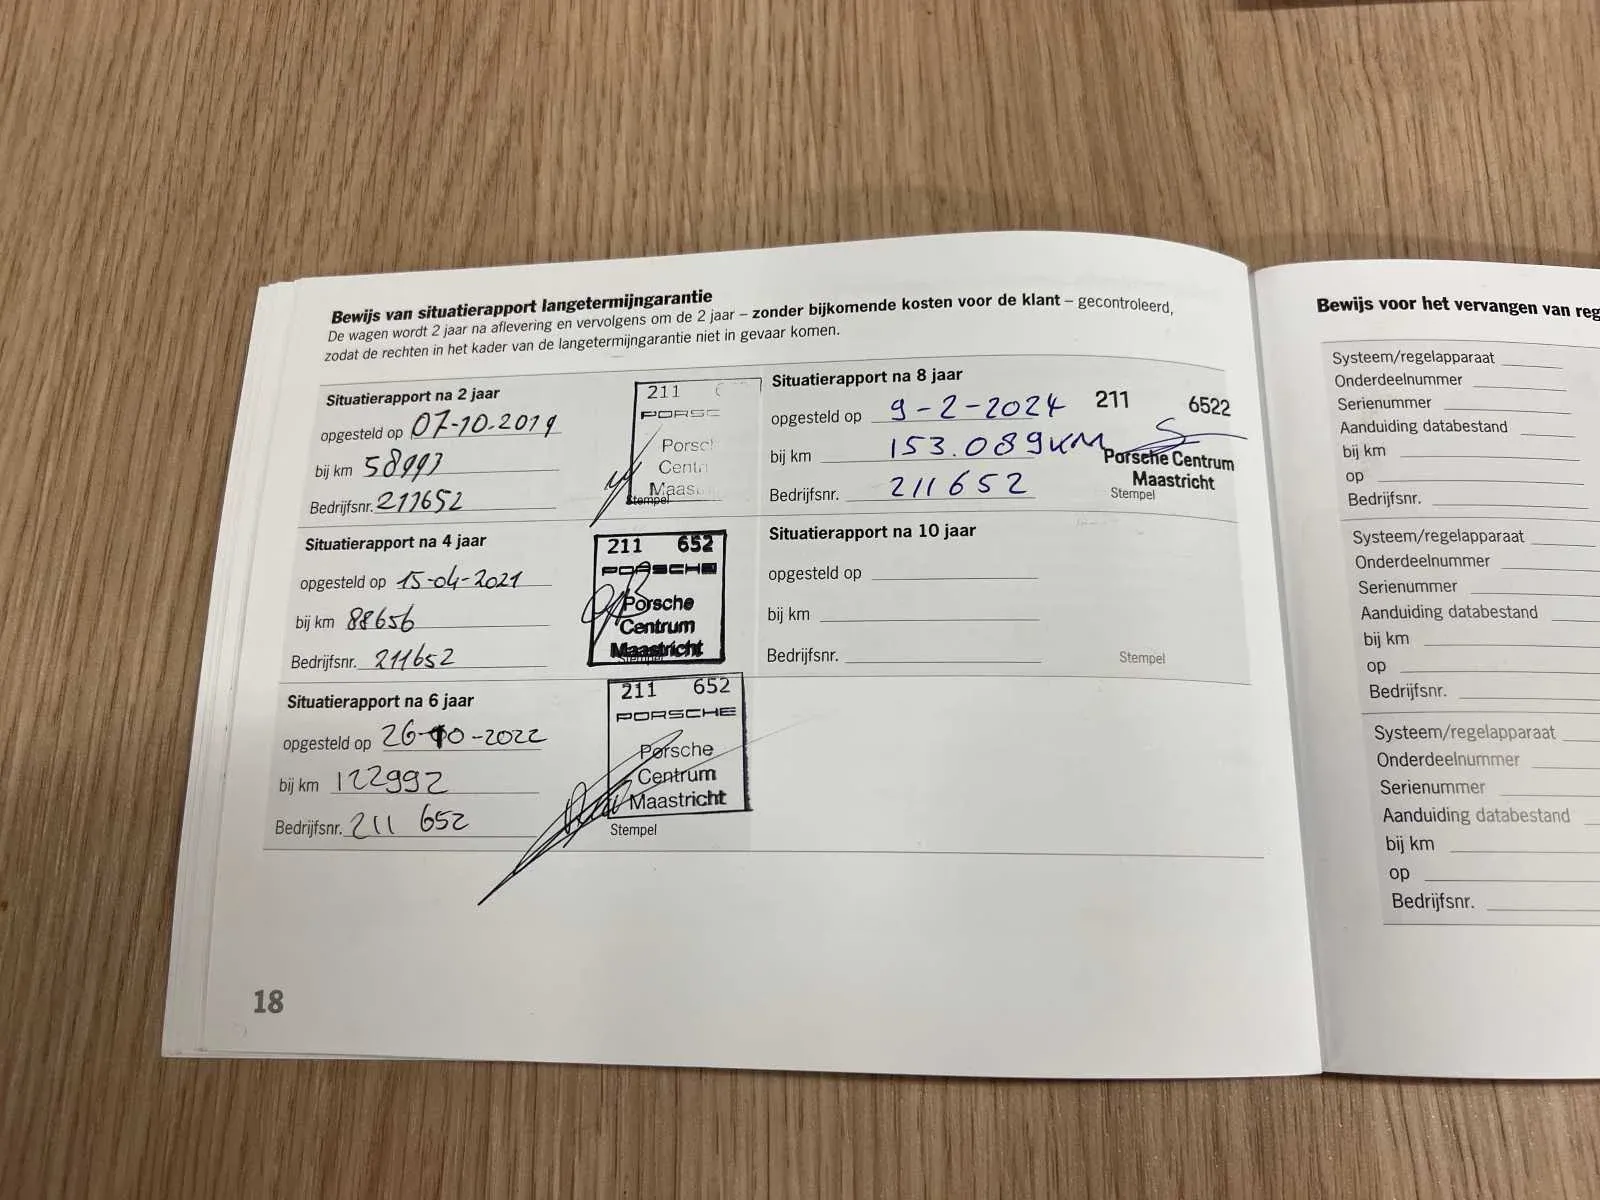 Bewijs van situatierapport langetermijngarantie
De wagen wordt 2 jaar na aflevering en vervolgens om de 2 jaar – zonder bijkomende kosten voor de klant – gecontroleerd,
zodat de rechten in het kader van de langetermijngarantie niet in gevaar komen.
Situatierapport na 2 jaar
opgesteld op 07-10-2019
bij km 58993
Bedrijfsnr. 211652
211
PORSC
Porsc
Cent
Maas
Stempel
Situatierapport na 4 jaar
opgesteld op 15-04-2021
bij km 88656
Bedrijfsnr. 211652
211 652
PORSCHE
Porsche
Centrum
Maastricht
Stempel
Situatierapport na 6 jaar
opgesteld op 26-10-2022
bij km 122992
Bedrijfsnr. 211 652
211 652
PORSCHE
Porsche
Centrum
Maastricht
Stempel
Situatierapport na 8 jaar
opgesteld op 9-2-2024
bij km 153.089KM
Bedrijfsnr. 211652
211 6522
Porsche Centrum
Maastricht
Stempel
Situatierapport na 10 jaar
opgesteld op
bij km
Bedrijfsnr.
Stempel
18
Bewijs voor het vervangen van reg
Systeem/regelapparaat
Onderdeelnummer
Serienummer
Aanduiding databestand
bij km
op
Bedrijfsnr.
Systeem/regelapparaat
Onderdeelnummer
Serienummer
Aanduiding databestand
bij km
op
Bedrijfsnr.
Systeem/regelapparaat
Onderdeelnummer
Serienummer
Aanduiding databestand
bij km
op
Bedrijfsnr.